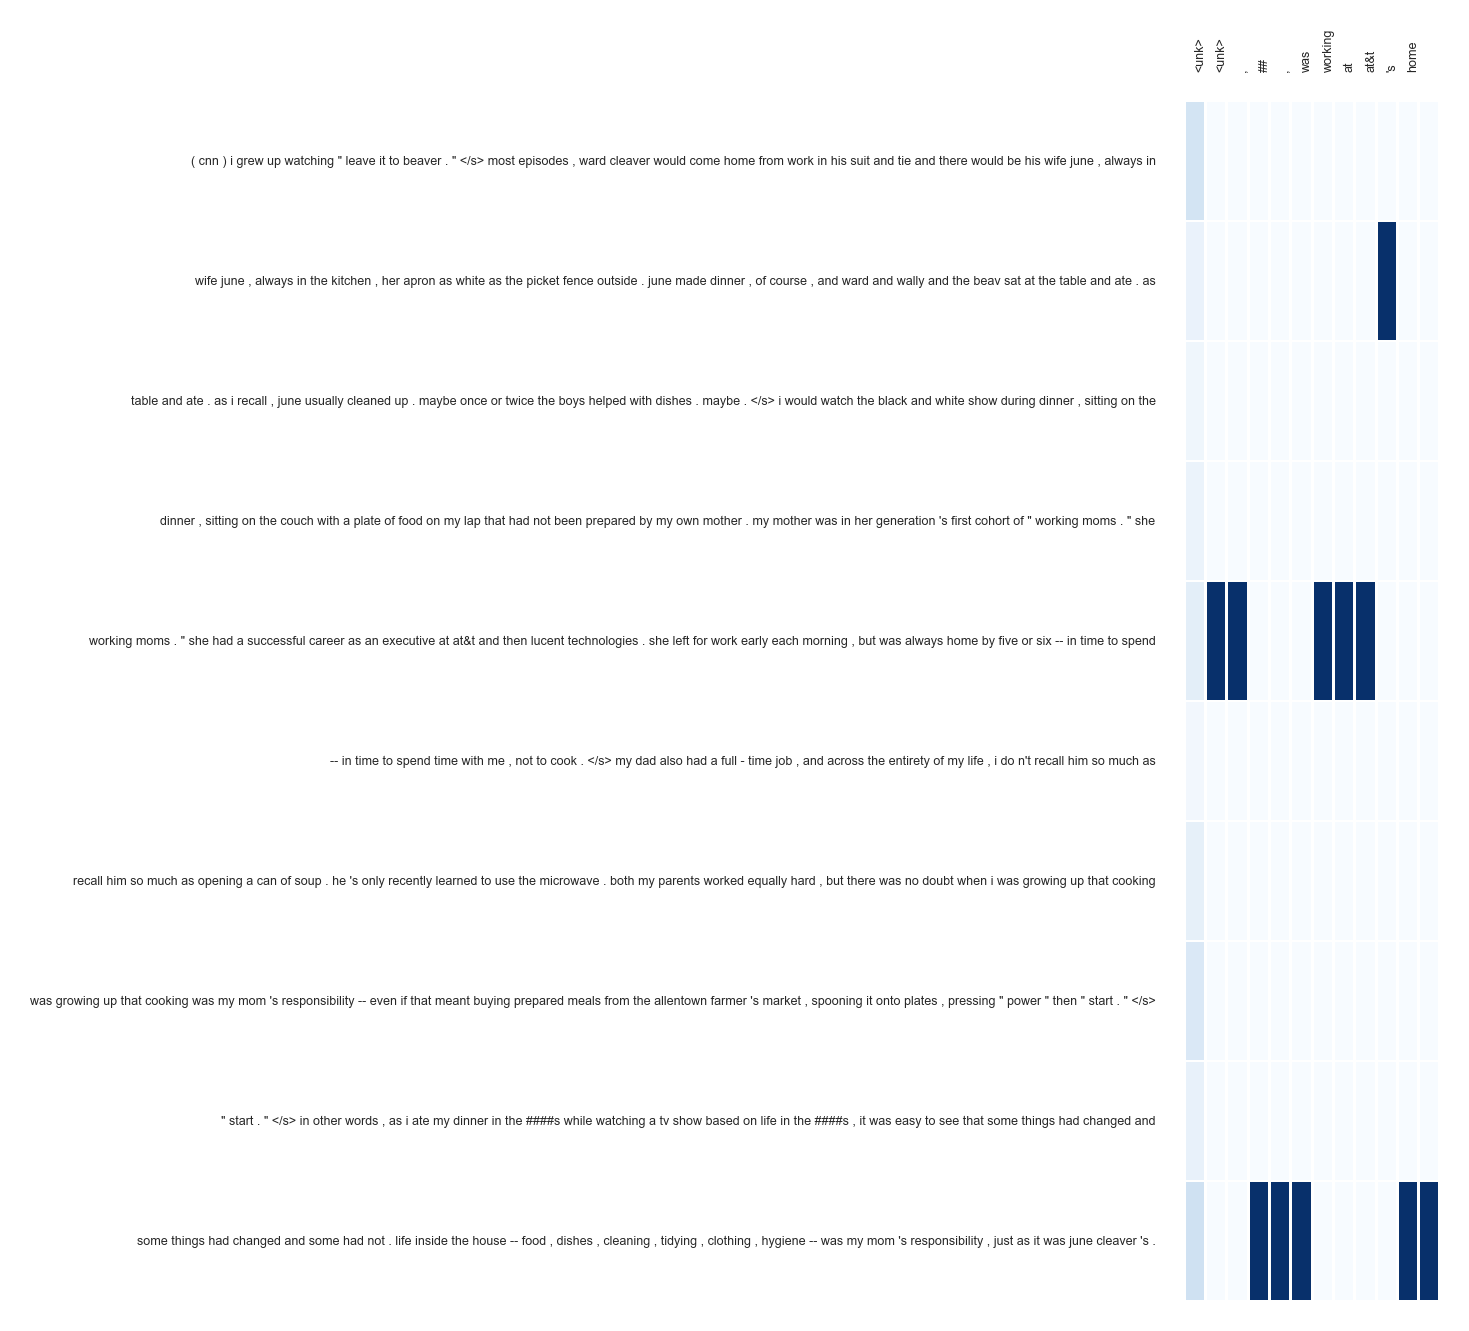 <unk> <unk> , ## , was working at at&t 's home
( cnn ) i grew up watching " leave it to beaver . " </s> most episodes , ward cleaver would come home from work in his suit and tie and there would be his wife june , always in
wife june , always in the kitchen , her apron as white as the picket fence outside . june made dinner , of course , and ward and wally and the beav sat at the table and ate . as
table and ate . as i recall , june usually cleaned up . maybe once or twice the boys helped with dishes . maybe . </s> i would watch the black and white show during dinner , sitting on the
dinner , sitting on the couch with a plate of food on my lap that had not been prepared by my own mother . my mother was in her generation 's first cohort of " working moms . " she
working moms . " she had a successful career as an executive at at&t and then lucent technologies . she left for work early each morning , but was always home by five or six -- in time to spend
-- in time to spend time with me , not to cook . </s> my dad also had a full - time job , and across the entirety of my life , i do n't recall him so much as
recall him so much as opening a can of soup . he 's only recently learned to use the microwave . both my parents worked equally hard , but there was no doubt when i was growing up that cooking
was growing up that cooking was my mom 's responsibility -- even if that meant buying prepared meals from the allentown farmer 's market , spooning it onto plates , pressing " power " then " start . " </s>
" start . " </s> in other words , as i ate my dinner in the ####s while watching a tv show based on life in the ####s , it was easy to see that some things had changed and
some things had changed and some had not . life inside the house -- food , dishes , cleaning , tidying , clothing , hygiene -- was my mom 's responsibility , just as it was june cleaver 's .